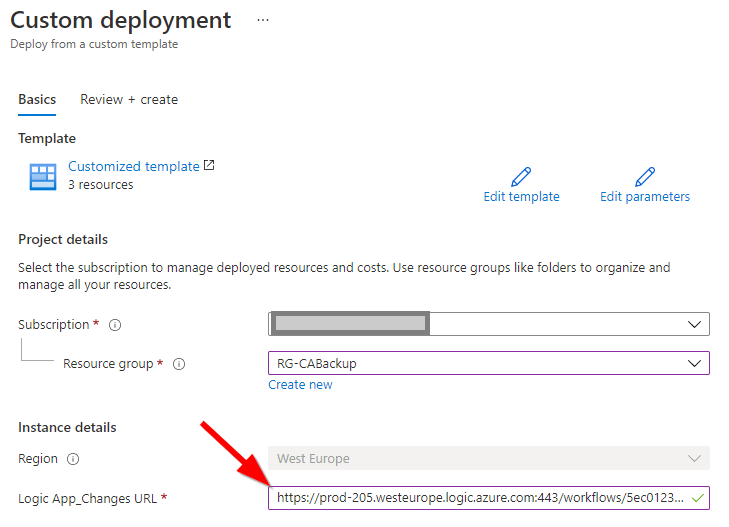 Custom deployment ...
Deploy from a custom template
Basics Review + create
Template
Customized template
3 resources
Edit template Edit parameters
Project details
Select the subscription to manage deployed resources and costs. Use resource groups like folders to organize and
manage all your resources.
Subscription *
Resource group * RG-CABackup
Create new
Instance details
Region West Europe
Logic App_Changes URL * https://prod-205.westeurope.logic.azure.com:443/workflows/5ec0123...